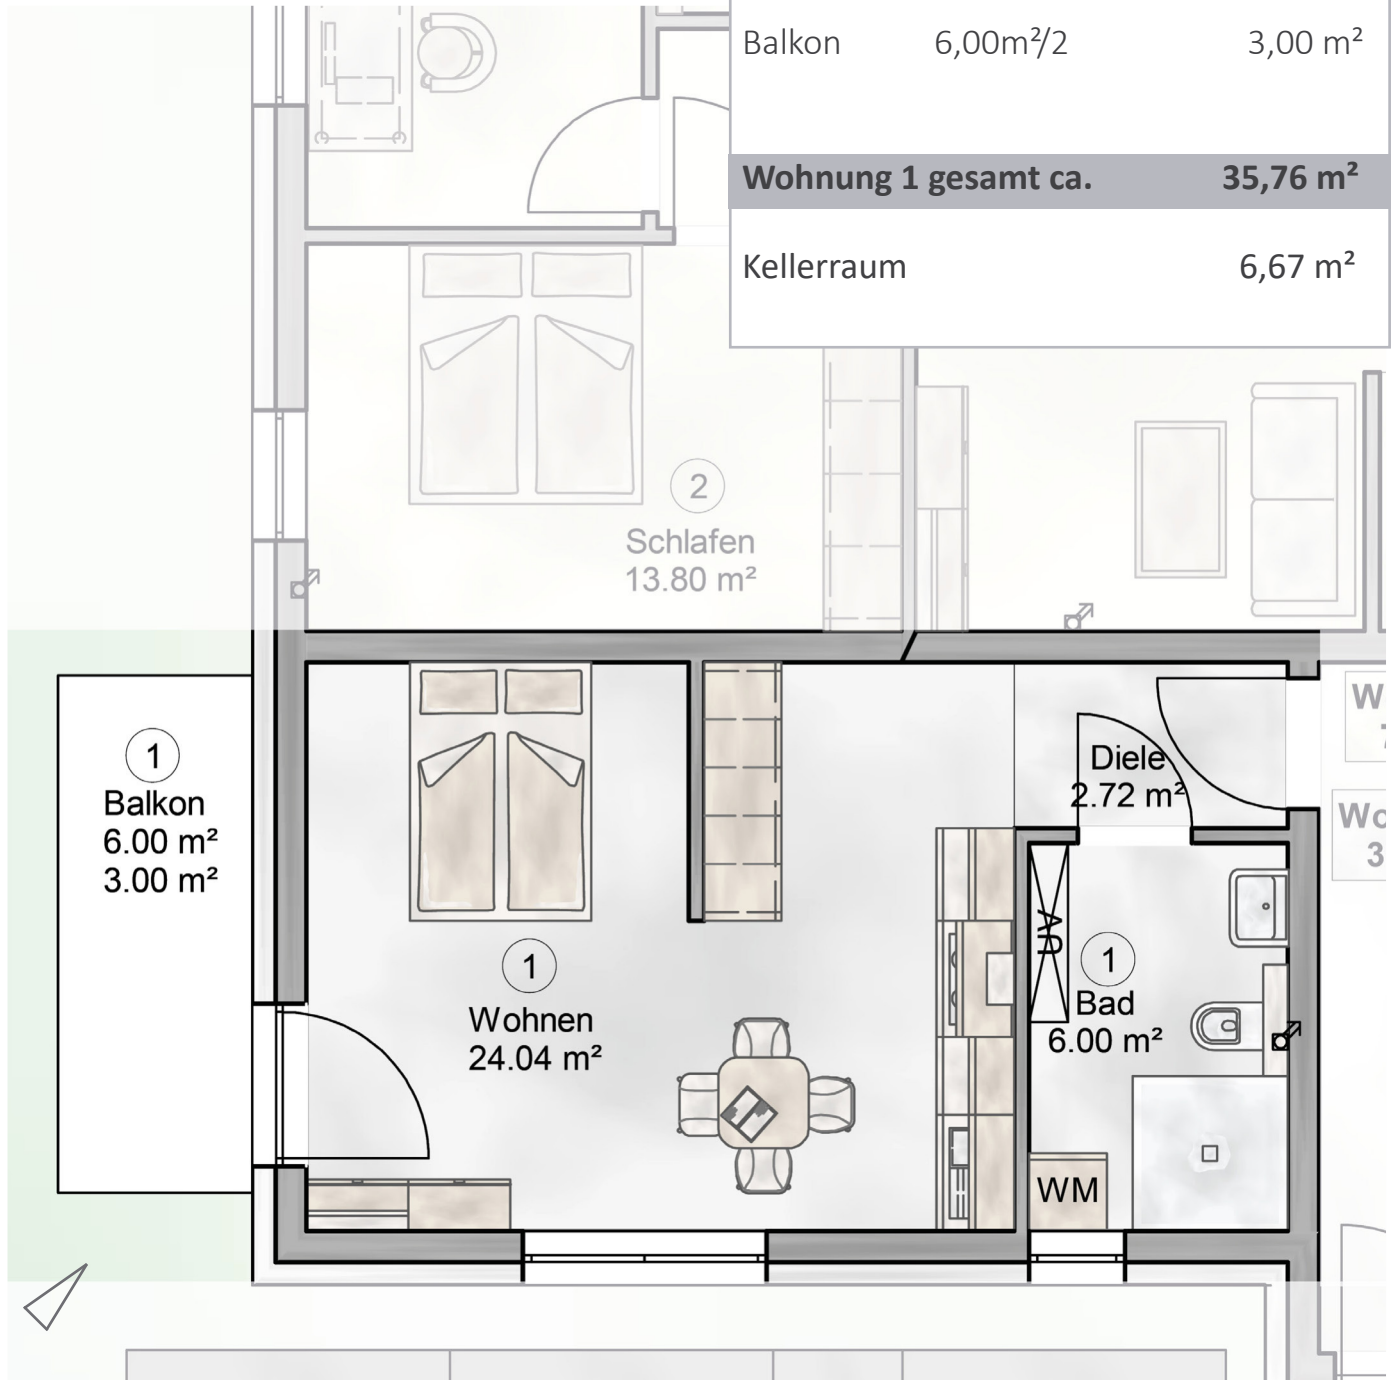 Balkon 6,00m²/2 3,00 m²
Wohnung 1 gesamt ca. 35,76 m²
Kellerraum 6,67 m²
2
Schlafen
13.80 m²
1
Balkon
6.00 m²
3.00 m²
Diele
2.72 m²
1
Wohnen
24.04 m²
1
Bad
6.00 m²
WM
W
Wo
3